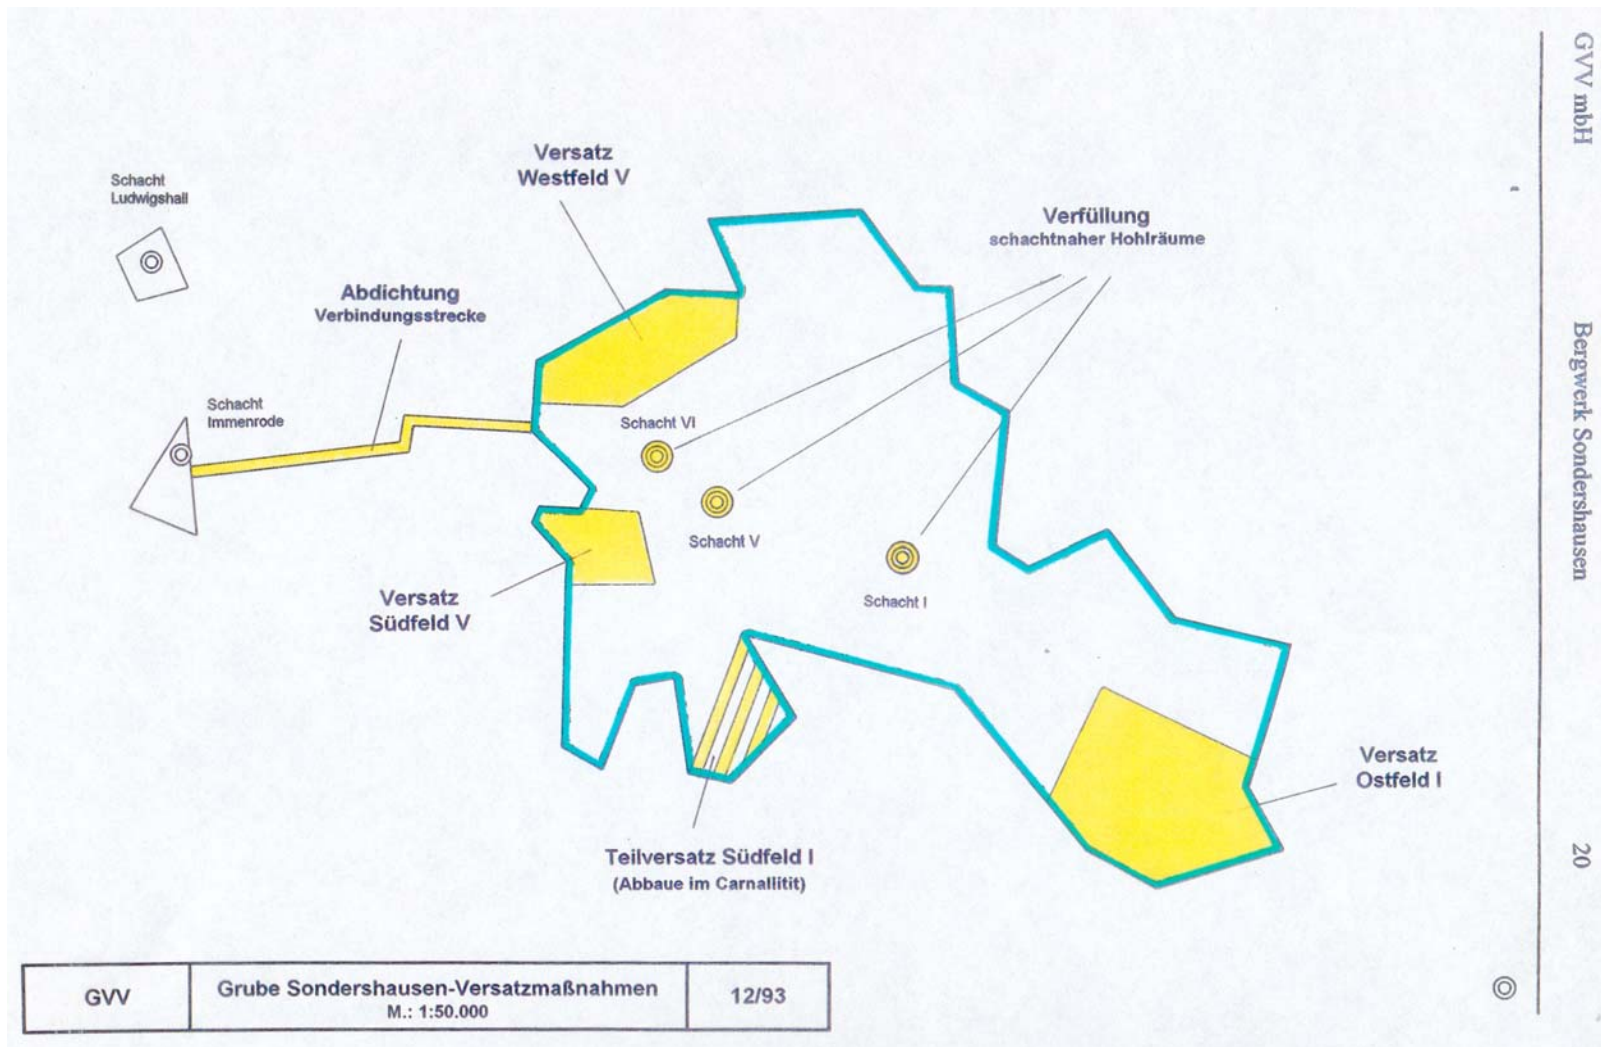 GVV mbH
Bergwerk Sondershausen
20
Versatz
Westfeld V
Schacht
Ludwigshall
Verfüllung
schachtnaher Hohlräume
Abdichtung
Verbindungsstrecke
Schacht
Immenrode
Schacht VI
Schacht V
Schacht I
Versatz
Südfeld V
Versatz
Ostfeld I
Teilversatz Südfeld I
(Abbaue im Carnallitit)
GVV
Grube Sondershausen-Versatzmaßnahmen
M.: 1:50.000
12/93